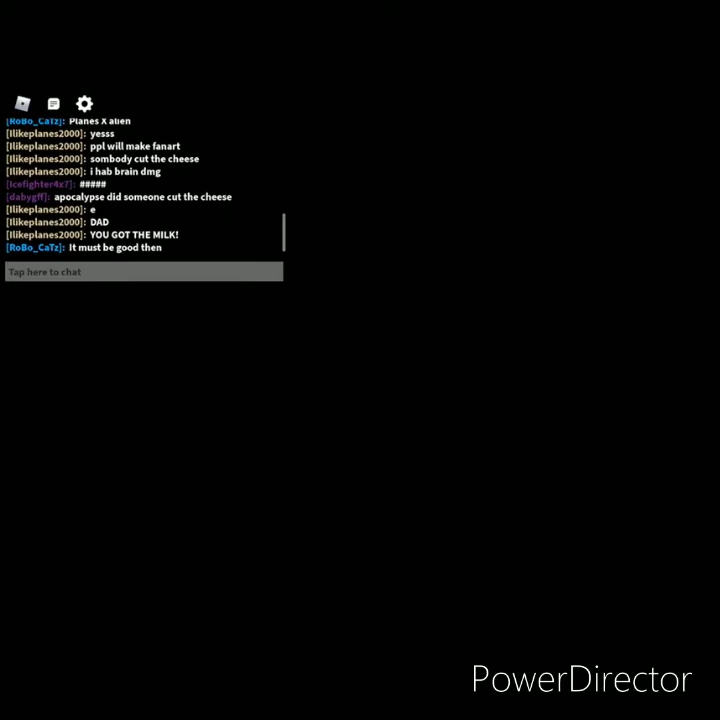 [RoBo_CaTz]: Planes X alien
[Ilikeplanes2000]: yesss
[Ilikeplanes2000]: ppl will make fanart
[Ilikeplanes2000]: sombody cut the cheese
[Ilikeplanes2000]: i hab brain dmg
[Icefighter4x7]: #####
[dabygff]: apocalypse did someone cut the cheese
[Ilikeplanes2000]: e
[Ilikeplanes2000]: DAD
[Ilikeplanes2000]: YOU GOT THE MILK!
[RoBo_CaTz]: It must be good then
Tap here to chat
PowerDirector